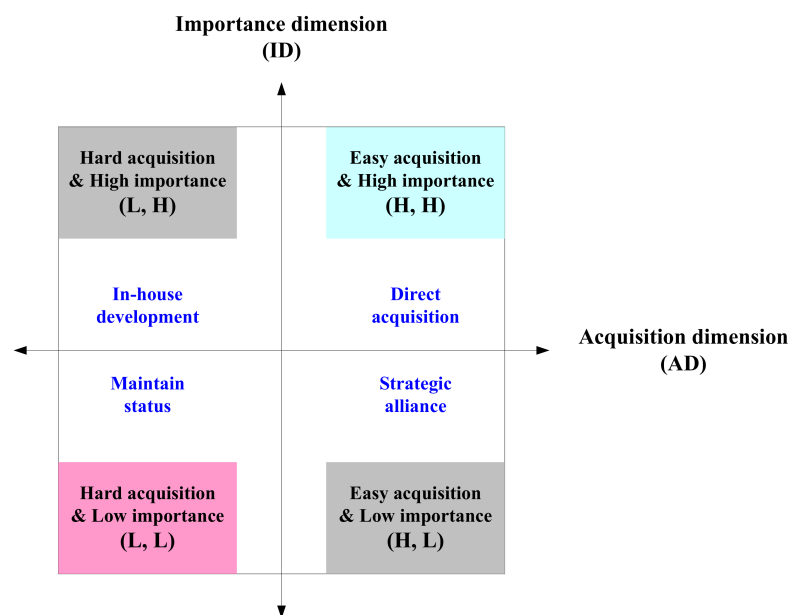 Importance dimension
(ID)
Hard acquisition
& High importance
(L, H)
Easy acquisition
& High importance
(H, H)
In-house
development
Direct
acquisition
Acquisition dimension
(AD)
Maintain
status
Strategic
alliance
Hard acquisition
& Low importance
(L, L)
Easy acquisition
& Low importance
(H, L)